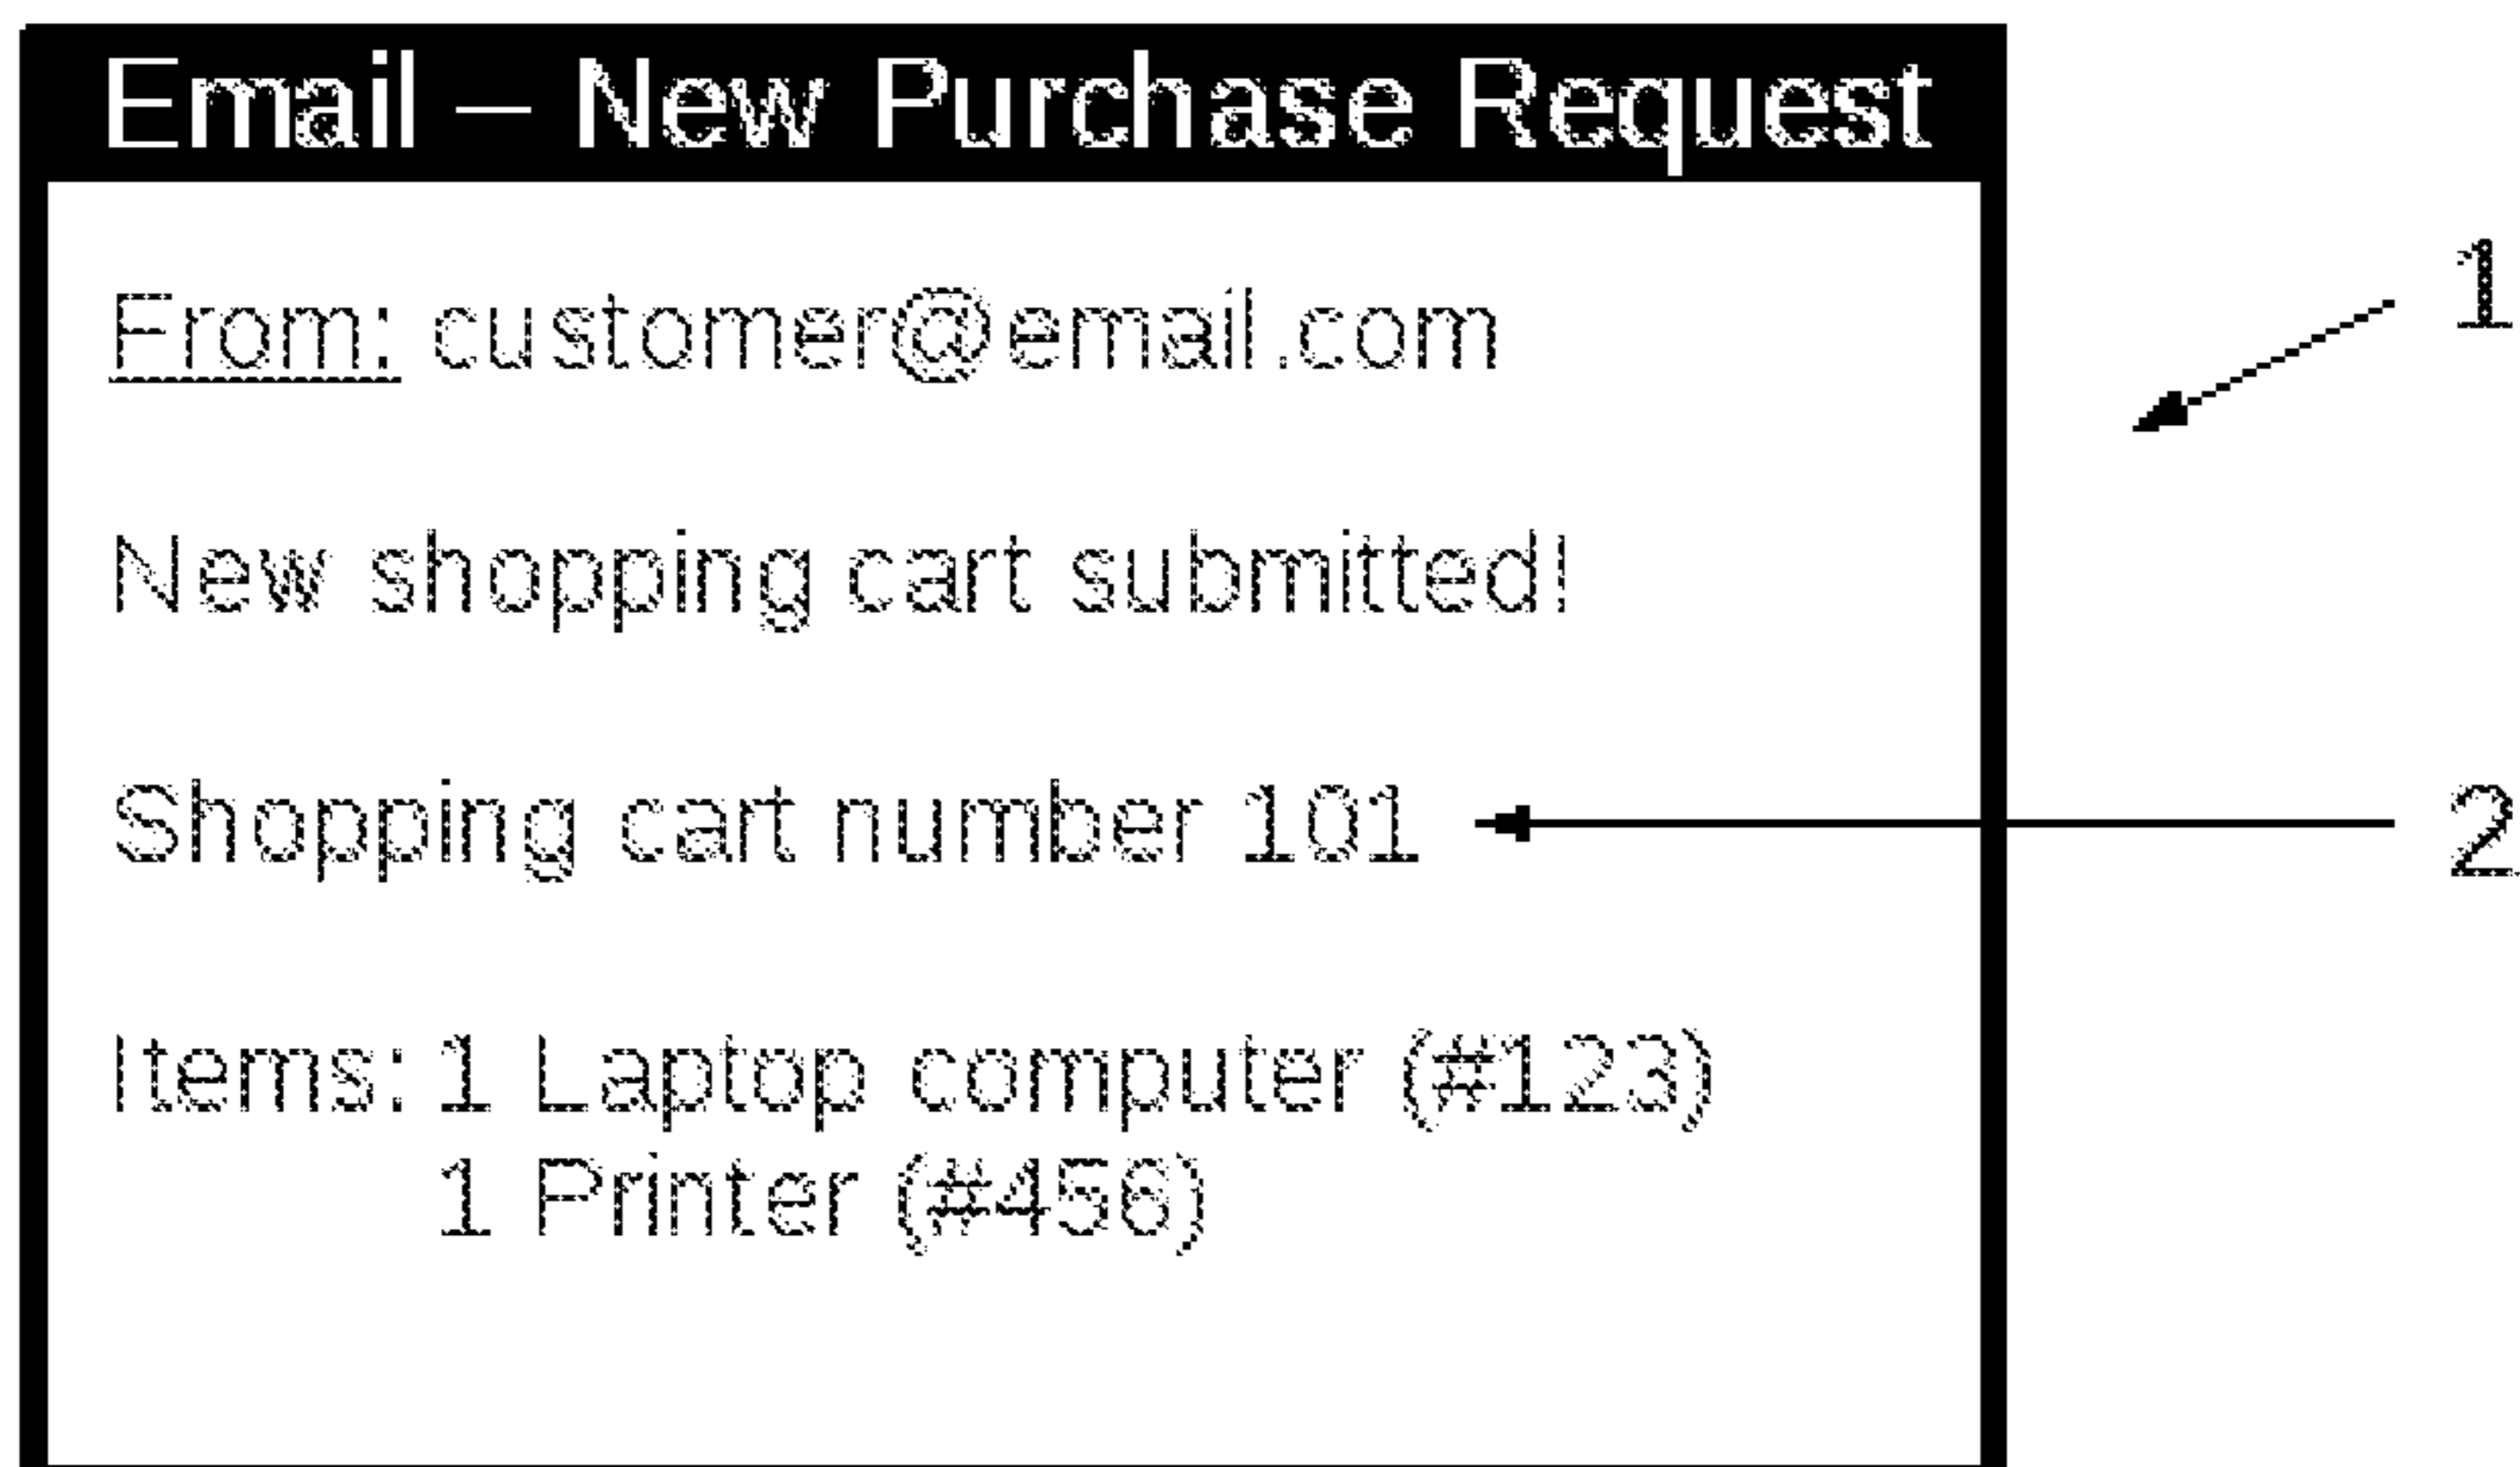 Email – New Purchase Request
1
From: customer@email.com
New shopping cart submitted!
Shopping cart number 101
2
Items: 1 Laptop computer (#123)
1 Printer (#456)